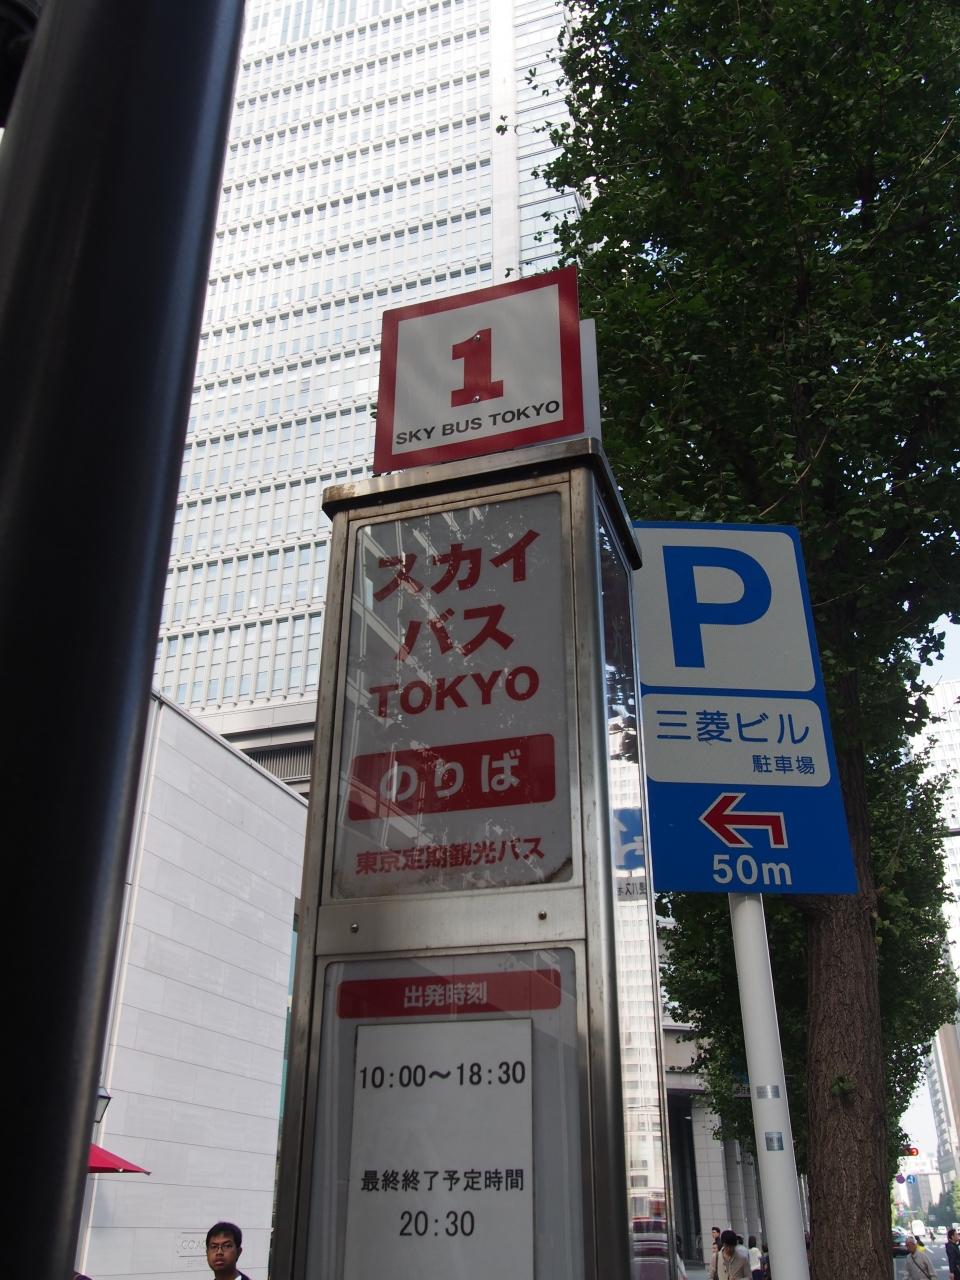 1
SKY BUS TOKYO
スカイ
バス
TOKYO
のりば
東京定期観光バス
出発時刻
10:00～18:30
最終終了予定時間
20:30
P
三菱ビル
駐車場
50m